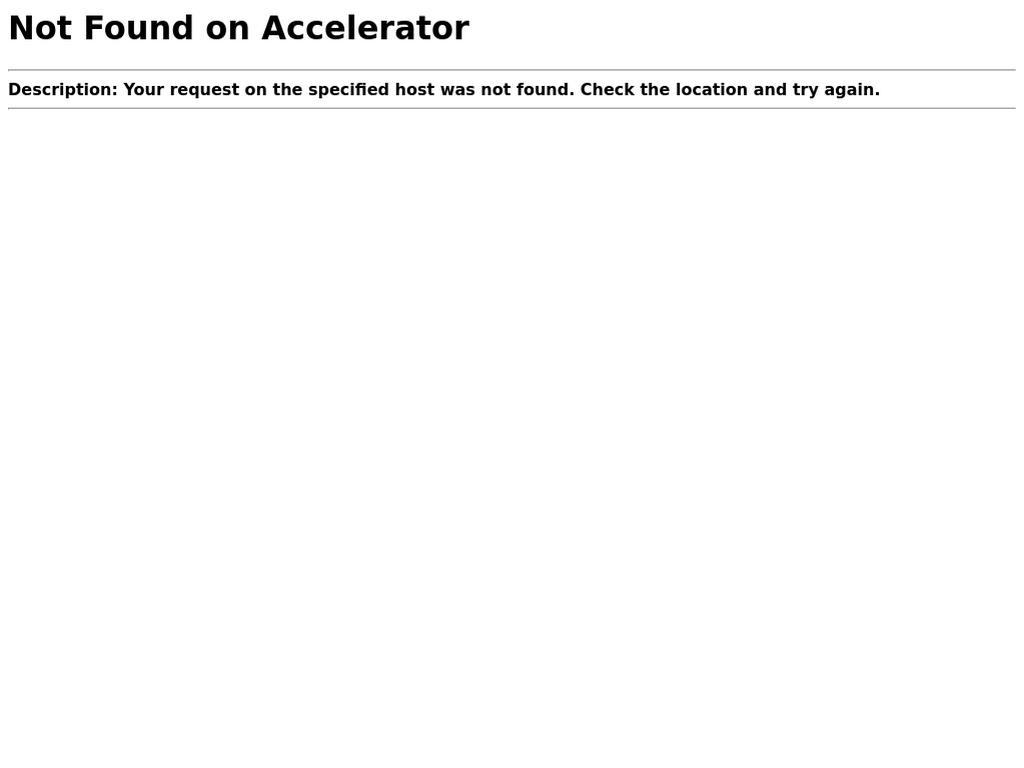 Not Found on Accelerator
Description: Your request on the specified host was not found. Check the location and try again.